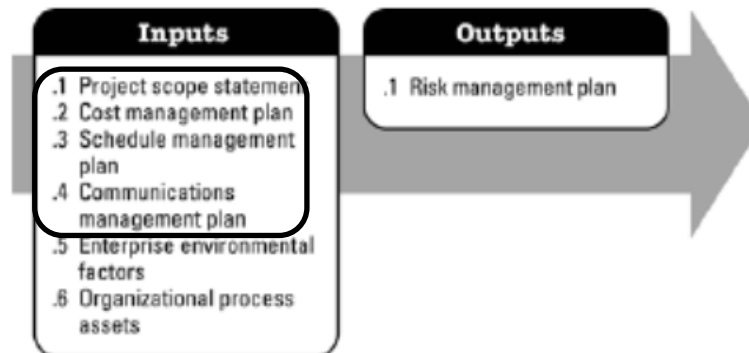 Inputs
.1 Project scope statement
.2 Cost management plan
.3 Schedule management
plan
.4 Communications
management plan
.5 Enterprise environmental
factors
.6 Organizational process
assets
Outputs
.1 Risk management plan